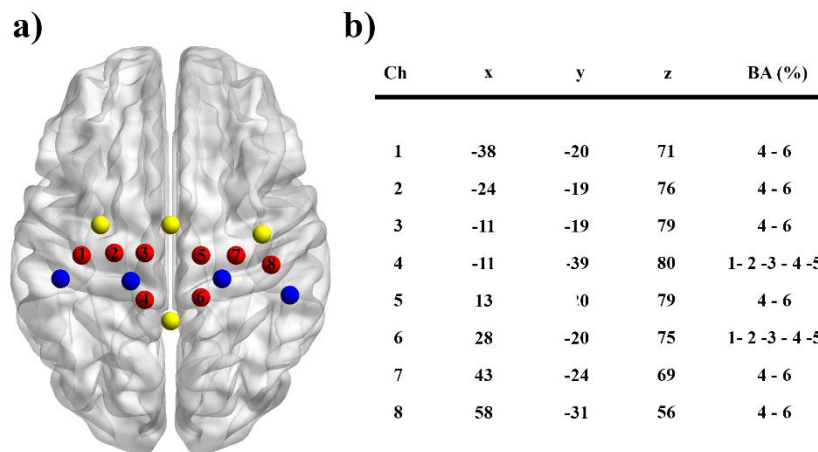 a)
b)
Ch x y z BA (%)
1 -38 -20 71 4 - 6
2 -24 -19 76 4 - 6
3 -11 -19 79 4 - 6
4 -11 -39 80 1- 2 -3 - 4 -5
5 13 79 4 - 6
6 28 -20 75 1- 2 -3 - 4 -5
7 43 -24 69 4 - 6
8 58 -31 56 4 - 6
1 2 3 5 7 8
4 6